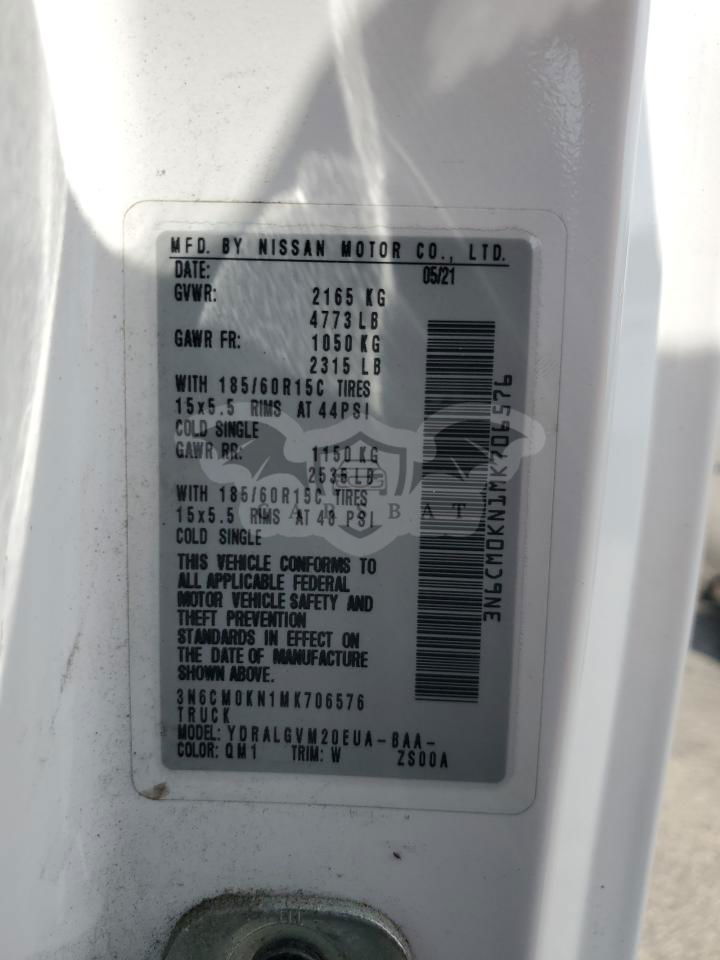 MFD. BY NISSAN MOTOR CO., LTD.
DATE: 05/21
GVWR: 2165 KG
4773 LB
GAWR FR: 1050 KG
2315 LB
WITH 185/60R15C TIRES
15x5.5 RIMS AT 44PSI
COLD SINGLE
GAWR RR: 1150 KG
2535 LB
WITH 185/60R15C TIRES
15x5.5 RIMS AT 48 PSI
COLD SINGLE
THIS VEHICLE CONFORMS TO
ALL APPLICABLE FEDERAL
MOTOR VEHICLE SAFETY AND
THEFT PREVENTION
STANDARDS IN EFFECT ON
THE DATE OF MANUFACTURE
SHOWN ABOVE.
3N6CM0KN1MK706576
TRUCK
MODEL: YDRALGVM20EUA-BAA-
COLOR: QM1 TRIM: W ZS00A
3N6CM0KN1MK706576